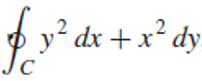 ∮_C y² dx + x² dy